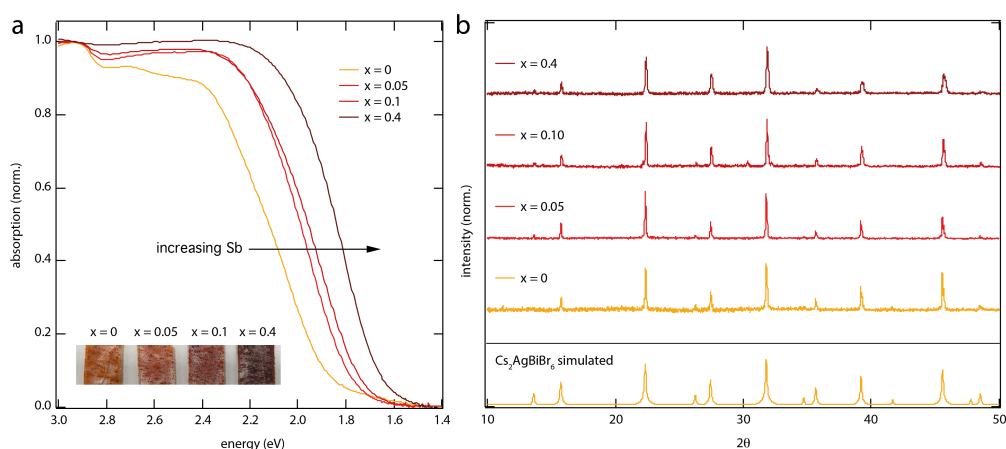 a
absorption (norm.)
1.0
0.8
0.6
0.4
0.2
0.0
x = 0
x = 0.05
x = 0.1
x = 0.4
increasing Sb
x = 0 x = 0.05 x = 0.1 x = 0.4
3.0 2.8 2.6 2.4 2.2 2.0 1.8 1.6 1.4
energy (eV)
b
intensity (norm.)
x = 0.4
x = 0.10
x = 0.05
x = 0
Cs₂AgBiBr₆ simulated
10 20 30 40 50
2θ